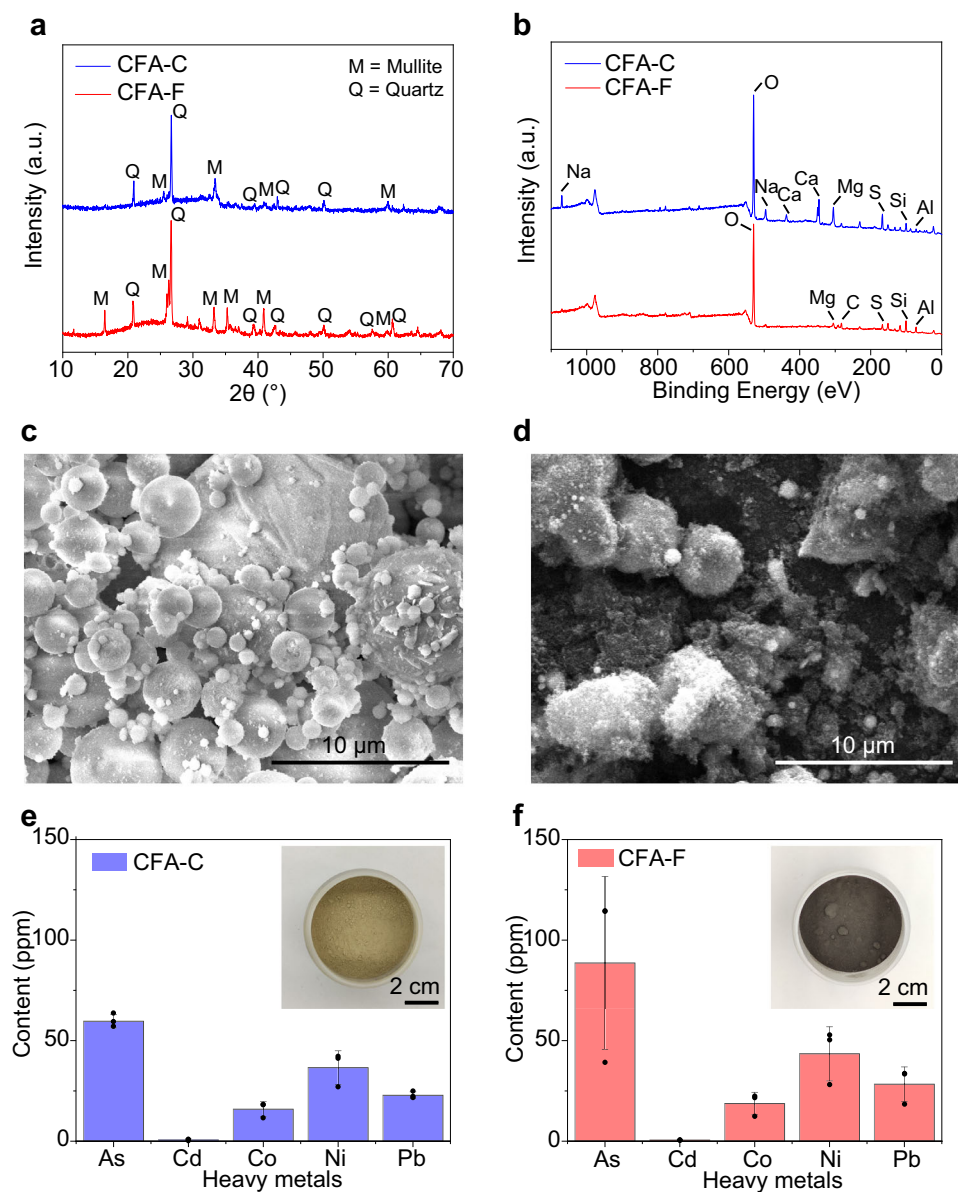 a
CFA-C
CFA-F
M = Mullite
Q = Quartz
Q
Q
M
M
Q
M
Q
Q
M
Q
M
Q
M
M
M
M
Q
Q
Q
Q
M
Q
Intensity (a.u.)
10 20 30 40 50 60 70
2θ (°)
b
CFA-C
CFA-F
O
Na
Na
Ca
Ca
Mg
S
Si
Al
O
Mg
C
S
Si
Al
Intensity (a.u.)
1000 800 600 400 200 0
Binding Energy (eV)
c
10 µm
d
10 µm
e
CFA-C
150
100
50
0
Content (ppm)
2 cm
As Cd Co Ni Pb
Heavy metals
f
CFA-F
150
100
50
0
Content (ppm)
2 cm
As Cd Co Ni Pb
Heavy metals